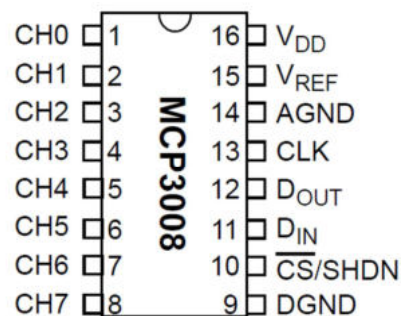 CH0 1 16 VDD
CH1 2 15 VREF
CH2 3 14 AGND
CH3 4 13 CLK
CH4 5 12 DOUT
CH5 6 11 DIN
CH6 7 10 CS/SHDN
CH7 8 9 DGND
MCP3008